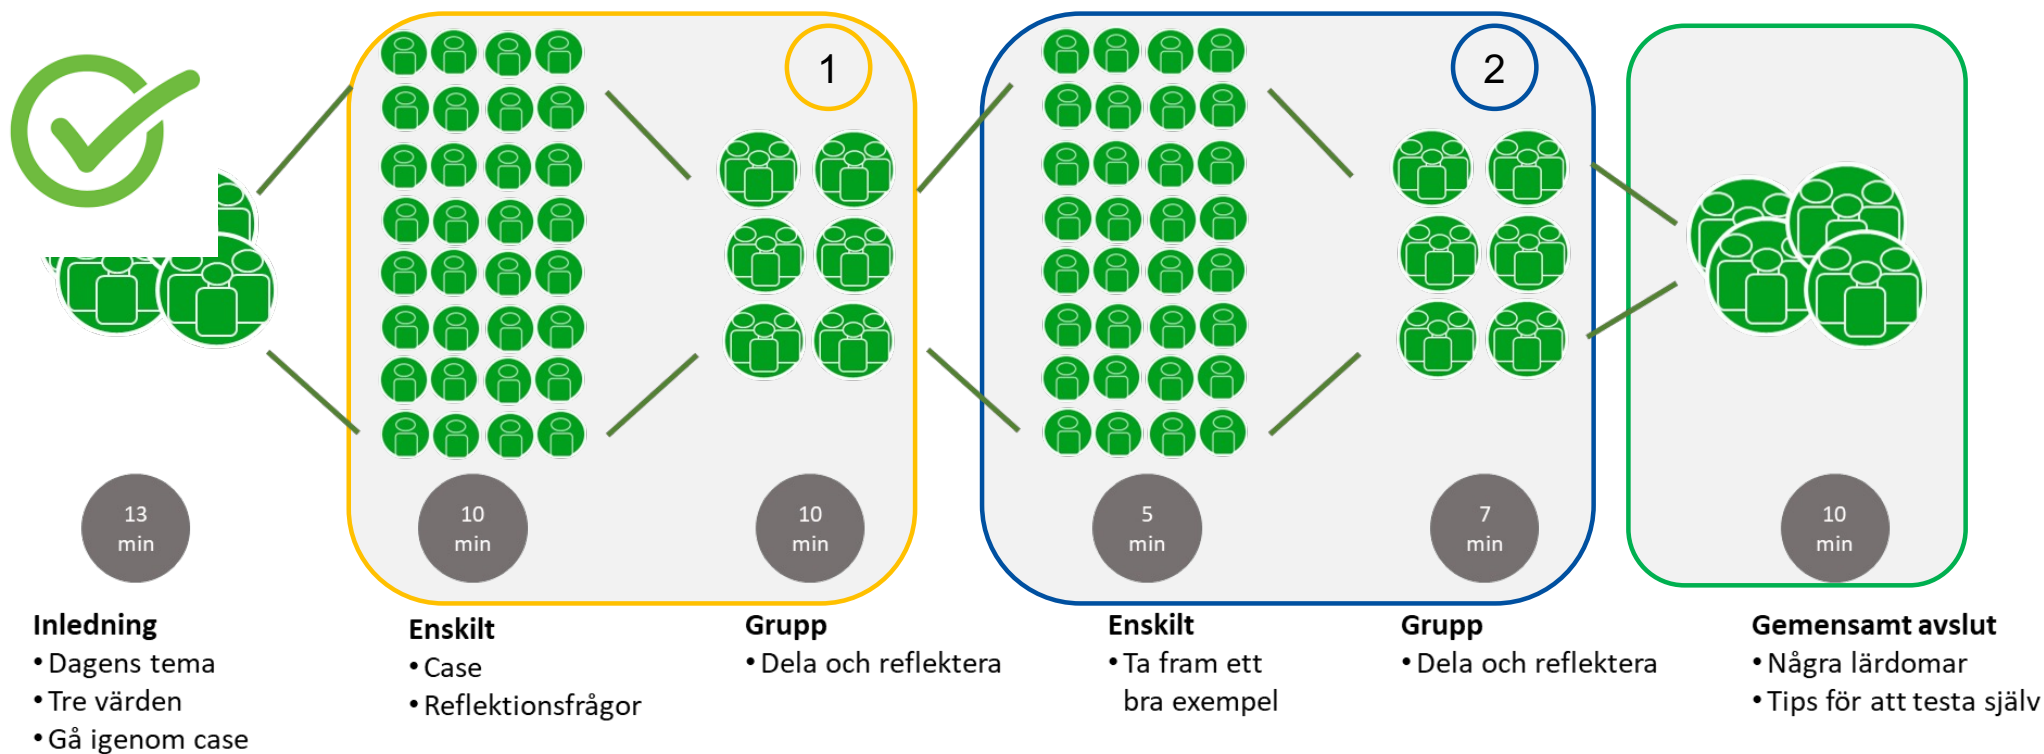 1
2
13
min
10
min
10
min
5
min
7
min
10
min
Inledning
• Dagens tema
• Tre värden
• Gå igenom case
Enskilt
• Case
• Reflektionsfrågor
Grupp
• Dela och reflektera
Enskilt
• Ta fram ett
bra exempel
Grupp
• Dela och reflektera
Gemensamt avslut
• Några lärdomar
• Tips för att testa själv